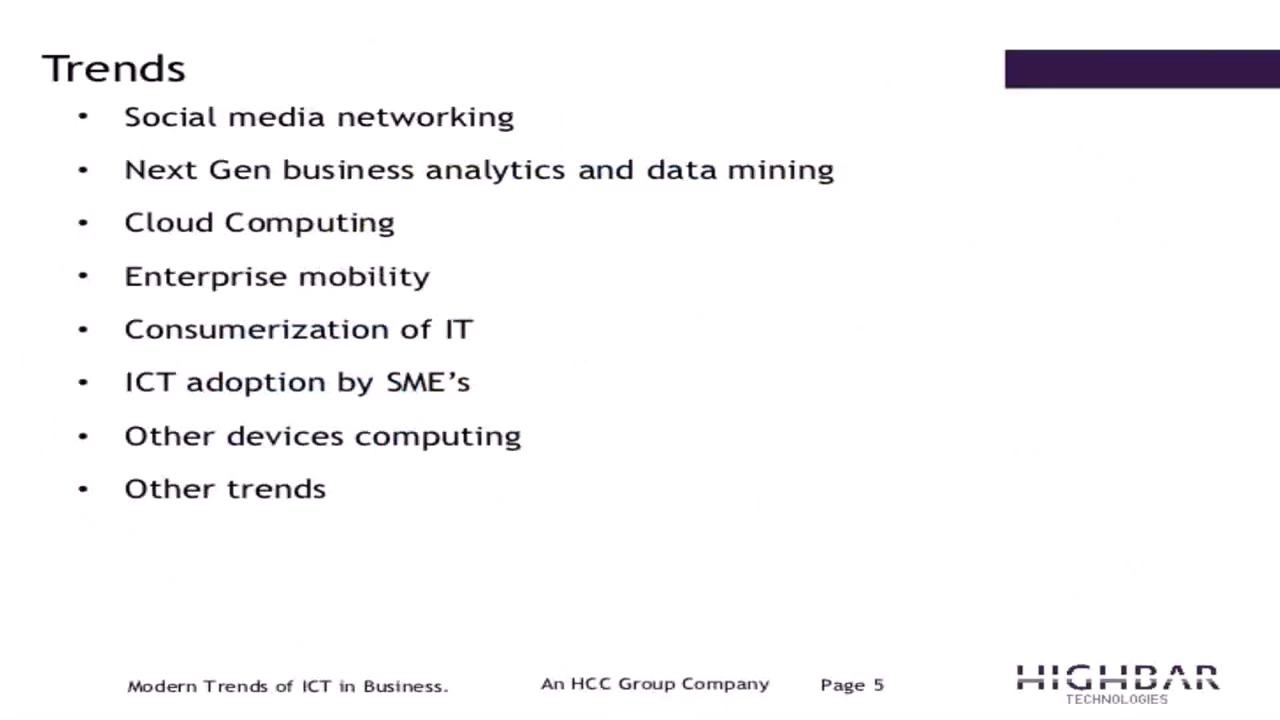 Trends
• Social media networking
• Next Gen business analytics and data mining
• Cloud Computing
• Enterprise mobility
• Consumerization of IT
• ICT adoption by SME’s
• Other devices computing
• Other trends
Modern Trends of ICT in Business. An HCC Group Company Page 5
HIGHBAR
TECHNOLOGIES